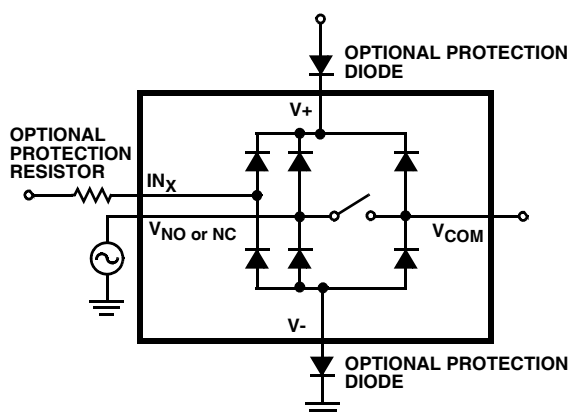 OPTIONAL PROTECTION
DIODE
V+
OPTIONAL
PROTECTION
RESISTOR
INX
VNO or NC
VCOM
V-
OPTIONAL PROTECTION
DIODE